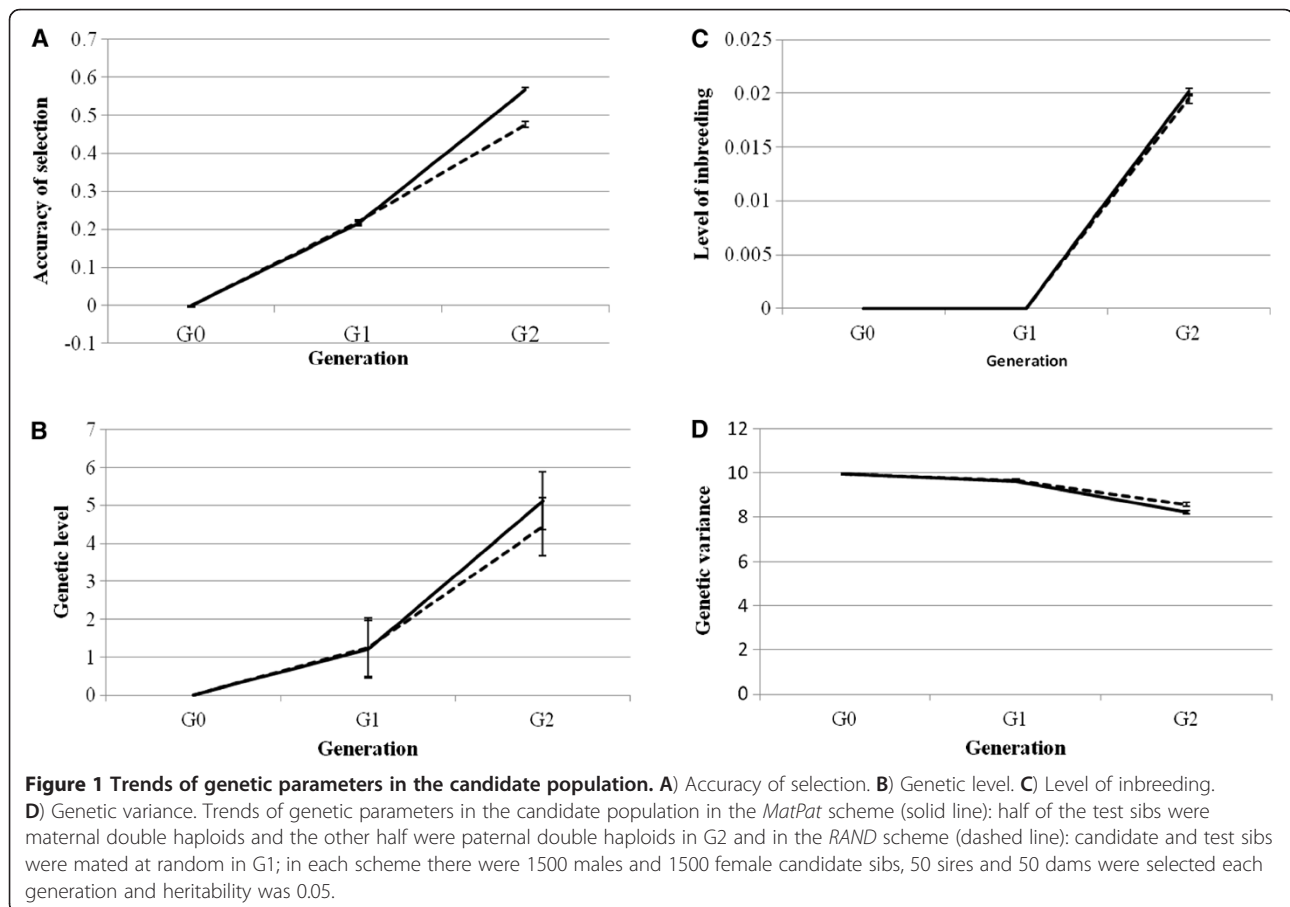 A
0.7
0.6
0.5
0.4
0.3
0.2
0.1
0
-0.1
Accuracy of selection
G0
G1
G2
Generation
C
0.025
0.02
0.015
0.01
0.005
0
Level of inbreeding
G0
G1
G2
Generation
B
7
6
5
4
3
2
1
0
Genetic level
G0
G1
G2
Generation
D
12
10
8
6
4
2
0
Genetic variance
G0
G1
G2
Generation
Figure 1 Trends of genetic parameters in the candidate population. A) Accuracy of selection. B) Genetic level. C) Level of inbreeding.
D) Genetic variance. Trends of genetic parameters in the candidate population in the MatPat scheme (solid line): half of the test sibs were
maternal double haploids and the other half were paternal double haploids in G2 and in the RAND scheme (dashed line): candidate and test sibs
were mated at random in G1; in each scheme there were 1500 males and 1500 female candidate sibs, 50 sires and 50 dams were selected each
generation and heritability was 0.05.